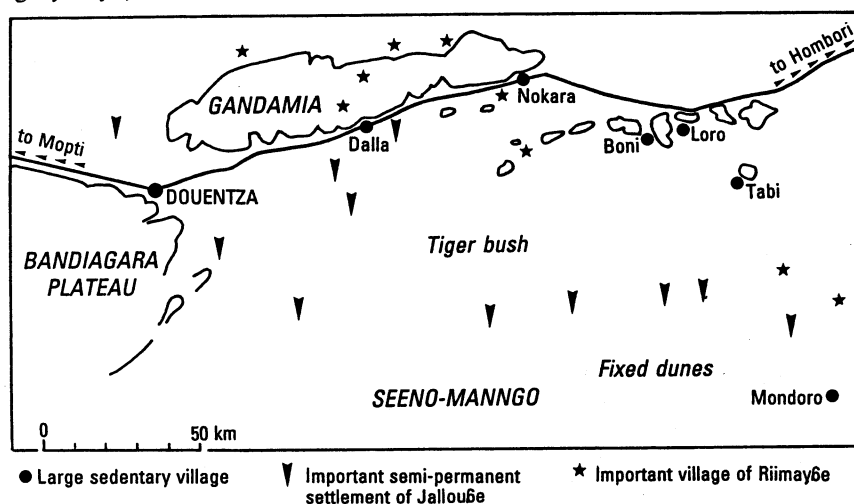 to Hombori
GANDAMIA
Nokara
to Mopti
Dalla
Boni
Loro
DOUENTZA
Tabi
BANDIAGARA
PLATEAU
Tiger bush
Fixed dunes
SEENO-MANNGO
Mondoro
0 50 km
Large sedentary village
Important semi-permanent
settlement of Jallouɓe
Important village of Riimayɓe